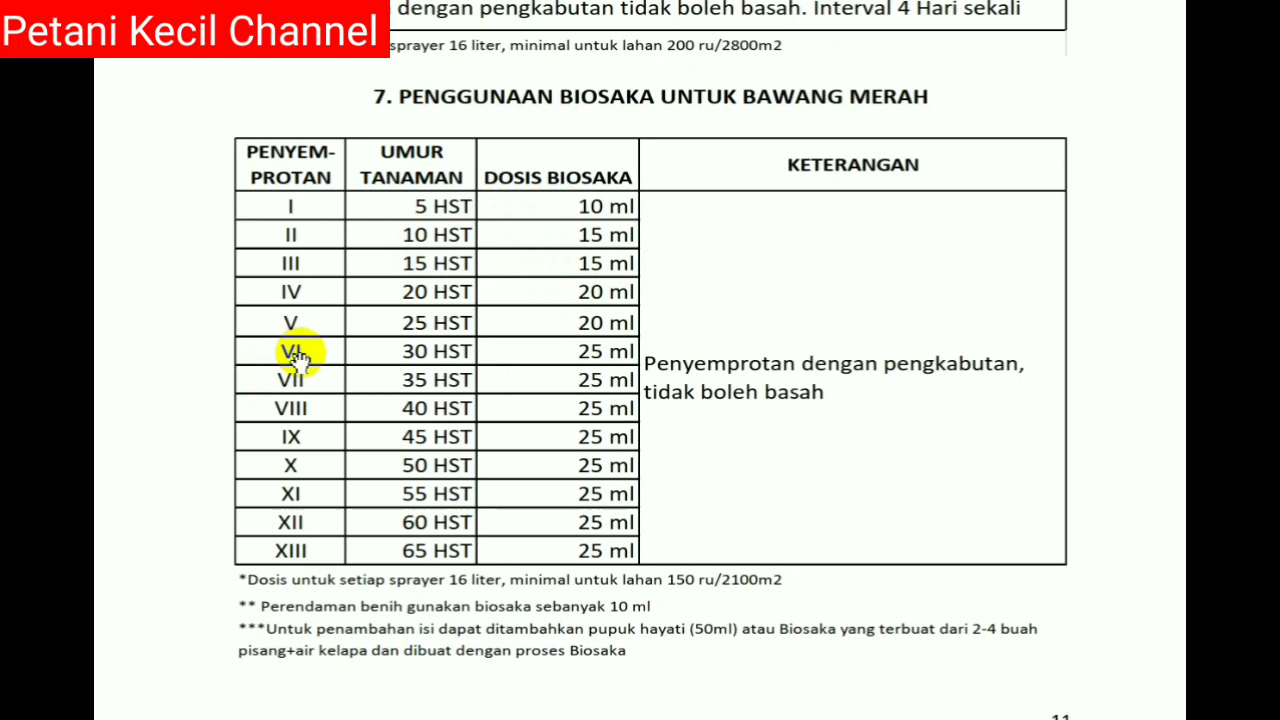 Petani Kecil Channel
dengan pengkabutan tidak boleh basah. Interval 4 Hari sekali
sprayer 16 liter, minimal untuk lahan 200 ru/2800m2
7. PENGGUNAAN BIOSAKA UNTUK BAWANG MERAH
PENYEM-PROTAN UMUR TANAMAN DOSIS BIOSAKA KETERANGAN
I 5 HST 10 ml
II 10 HST 15 ml
III 15 HST 15 ml
IV 20 HST 20 ml
V 25 HST 20 ml
VI 30 HST 25 ml
VII 35 HST 25 ml
VIII 40 HST 25 ml
IX 45 HST 25 ml
X 50 HST 25 ml
XI 55 HST 25 ml
XII 60 HST 25 ml
XIII 65 HST 25 ml
Penyemprotan dengan pengkabutan,
tidak boleh basah
*Dosis untuk setiap sprayer 16 liter, minimal untuk lahan 150 ru/2100m2
** Perendaman benih gunakan biosaka sebanyak 10 ml
***Untuk penambahan isi dapat ditambahkan pupuk hayati (50ml) atau Biosaka yang terbuat dari 2-4 buah
pisang+air kelapa dan dibuat dengan proses Biosaka